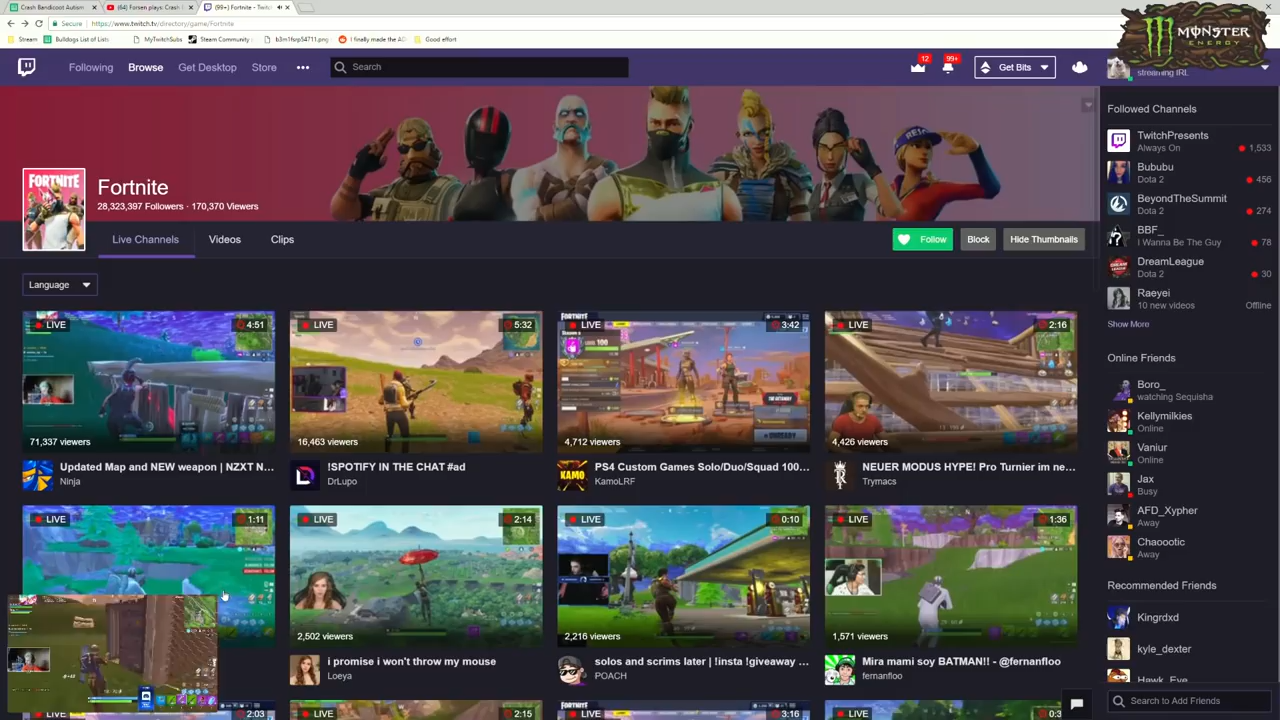 Crash Bandicoot Autism
(64) Forsen plays: Crash
(99+) Fortnite - Twitch
Secure
https://www.twitch.tv/directory/game/Fortnite
Stream
Bulldogs List of Lists
MyTwitchSubs
Steam Community
b3m16rp54711.png
I finally made the AD
Good effort
MONSTER
ENERGY
Following
Browse
Get Desktop
Store
Search
12
99+
Get Bits
streaming IRL
Followed Channels
TwitchPresents
Always On
1,533
Bububu
Dota 2
456
BeyondTheSummit
Dota 2
274
BBF_
I Wanna Be The Guy
78
DreamLeague
Dota 2
30
Raeyei
10 new videos
Offline
Show More
Online Friends
Boro_
watching Sequisha
Kellymilkies
Online
Vaniur
Online
Jax
Busy
AFD_Xypher
Away
Chaoootic
Away
Recommended Friends
Kingrdxd
kyle_dexter
Hawk_Eye
Search to Add Friends
FORTNITE
Fortnite
28,323,397 Followers · 170,370 Viewers
Live Channels
Videos
Clips
Follow
Block
Hide Thumbnails
Language
LIVE
4:51
71,337 viewers
Updated Map and NEW weapon | NZXT N...
Ninja
LIVE
5:32
16,463 viewers
!SPOTIFY IN THE CHAT #ad
DrLupo
LIVE
3:42
4,712 viewers
PS4 Custom Games Solo/Duo/Squad 100...
KamoLRF
KAMO
LIVE
2:16
4,426 viewers
NEUER MODUS HYPE! Pro Turnier im ne...
Trymacs
LIVE
1:11
LIVE
2:14
2,502 viewers
i promise i won't throw my mouse
Loeya
LIVE
0:10
2,216 viewers
solos and scrims later | !insta !giveaway ...
POACH
LIVE
1:36
1,571 viewers
Mira mami soy BATMAN!! - @fernanfloo
fernanfloo
LIVE
2:03
LIVE
2:15
LIVE
3:16
LIVE